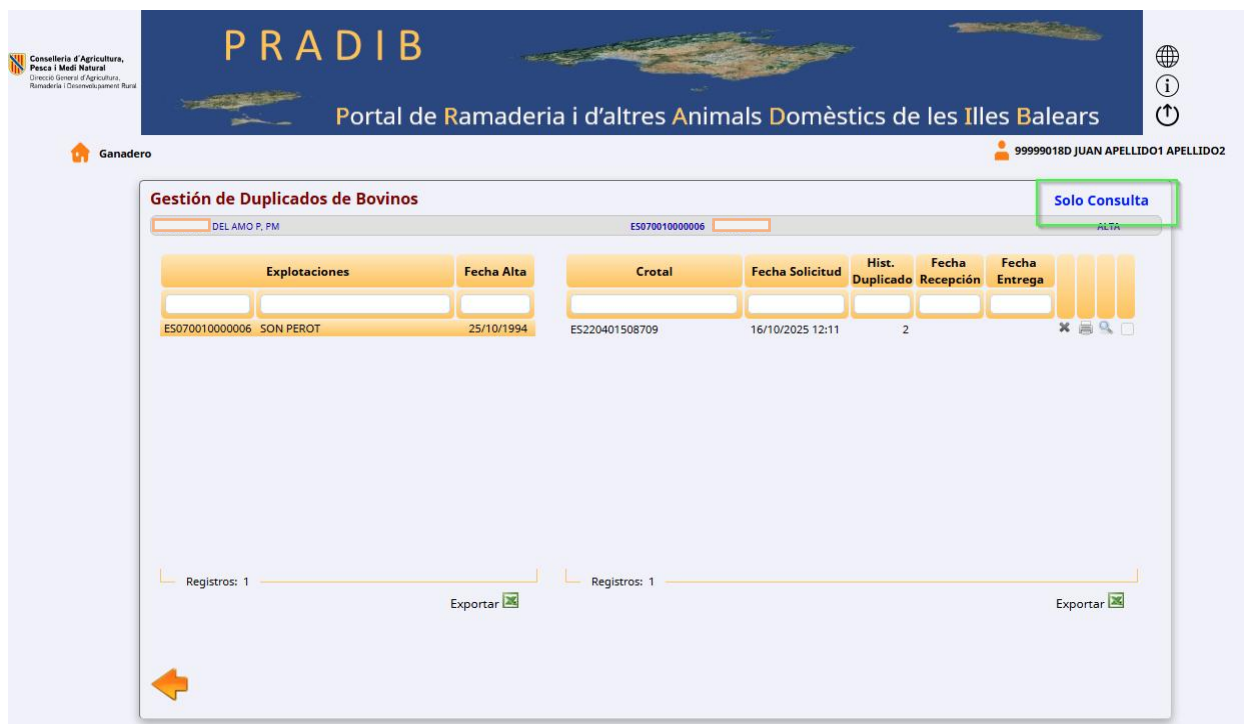 Conselleria d'Agricultura,
Pesca i Medi Natural
Direcció General d'Agricultura,
Ramaderia i Desenvolupament Rural
PRADIB
Portal de Ramaderia i d'altres Animals Domèstics de les Illes Balears
Ganadero
99999018D JUAN APELLIDO1 APELLIDO2
Gestión de Duplicados de Bovinos
Solo Consulta
DEL AMO P, PM ES070010000006 ALTA
Explotaciones Fecha Alta
Crotal Fecha Solicitud Hist. Duplicado Fecha Recepción Fecha Entrega
ES070010000006 SON PEROT 25/10/1994
ES220401508709 16/10/2025 12:11 2
Registros: 1
Registros: 1
Exportar
Exportar